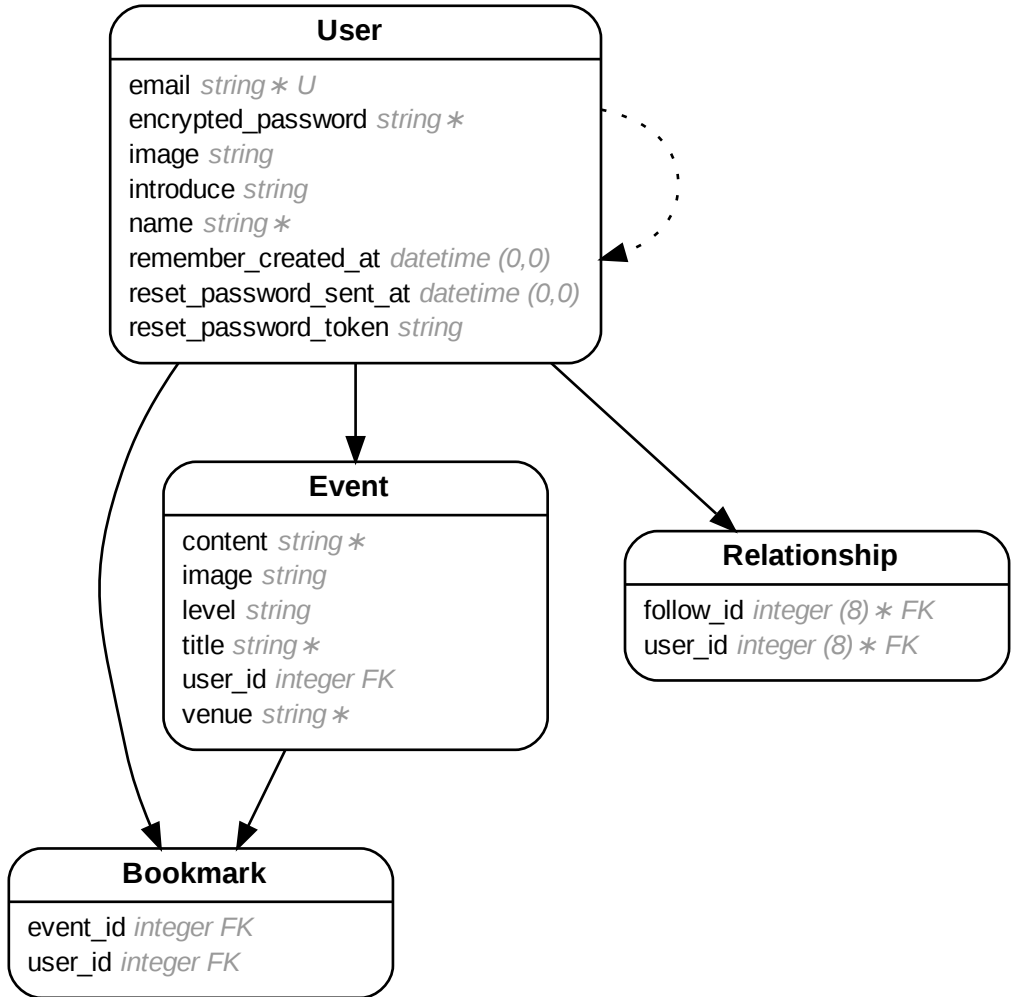 User
email string∗ U
encrypted_password string∗
image string
introduce string
name string∗
remember_created_at datetime (0,0)
reset_password_sent_at datetime (0,0)
reset_password_token string
Event
content string∗
image string
level string
title string∗
user_id integer FK
venue string∗
Relationship
follow_id integer (8)∗ FK
user_id integer (8)∗ FK
Bookmark
event_id integer FK
user_id integer FK